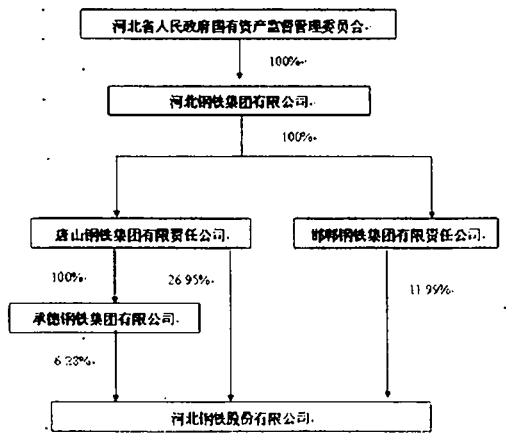 河北省人民政府国有资产监督管理委员会
100%
河北钢铁集团有限公司
100%
唐山钢铁集团有限责任公司
邯郸钢铁集团有限责任公司
100%
26.95%
11.99%
承德钢铁集团有限公司
6.28%
河北钢铁股份有限公司